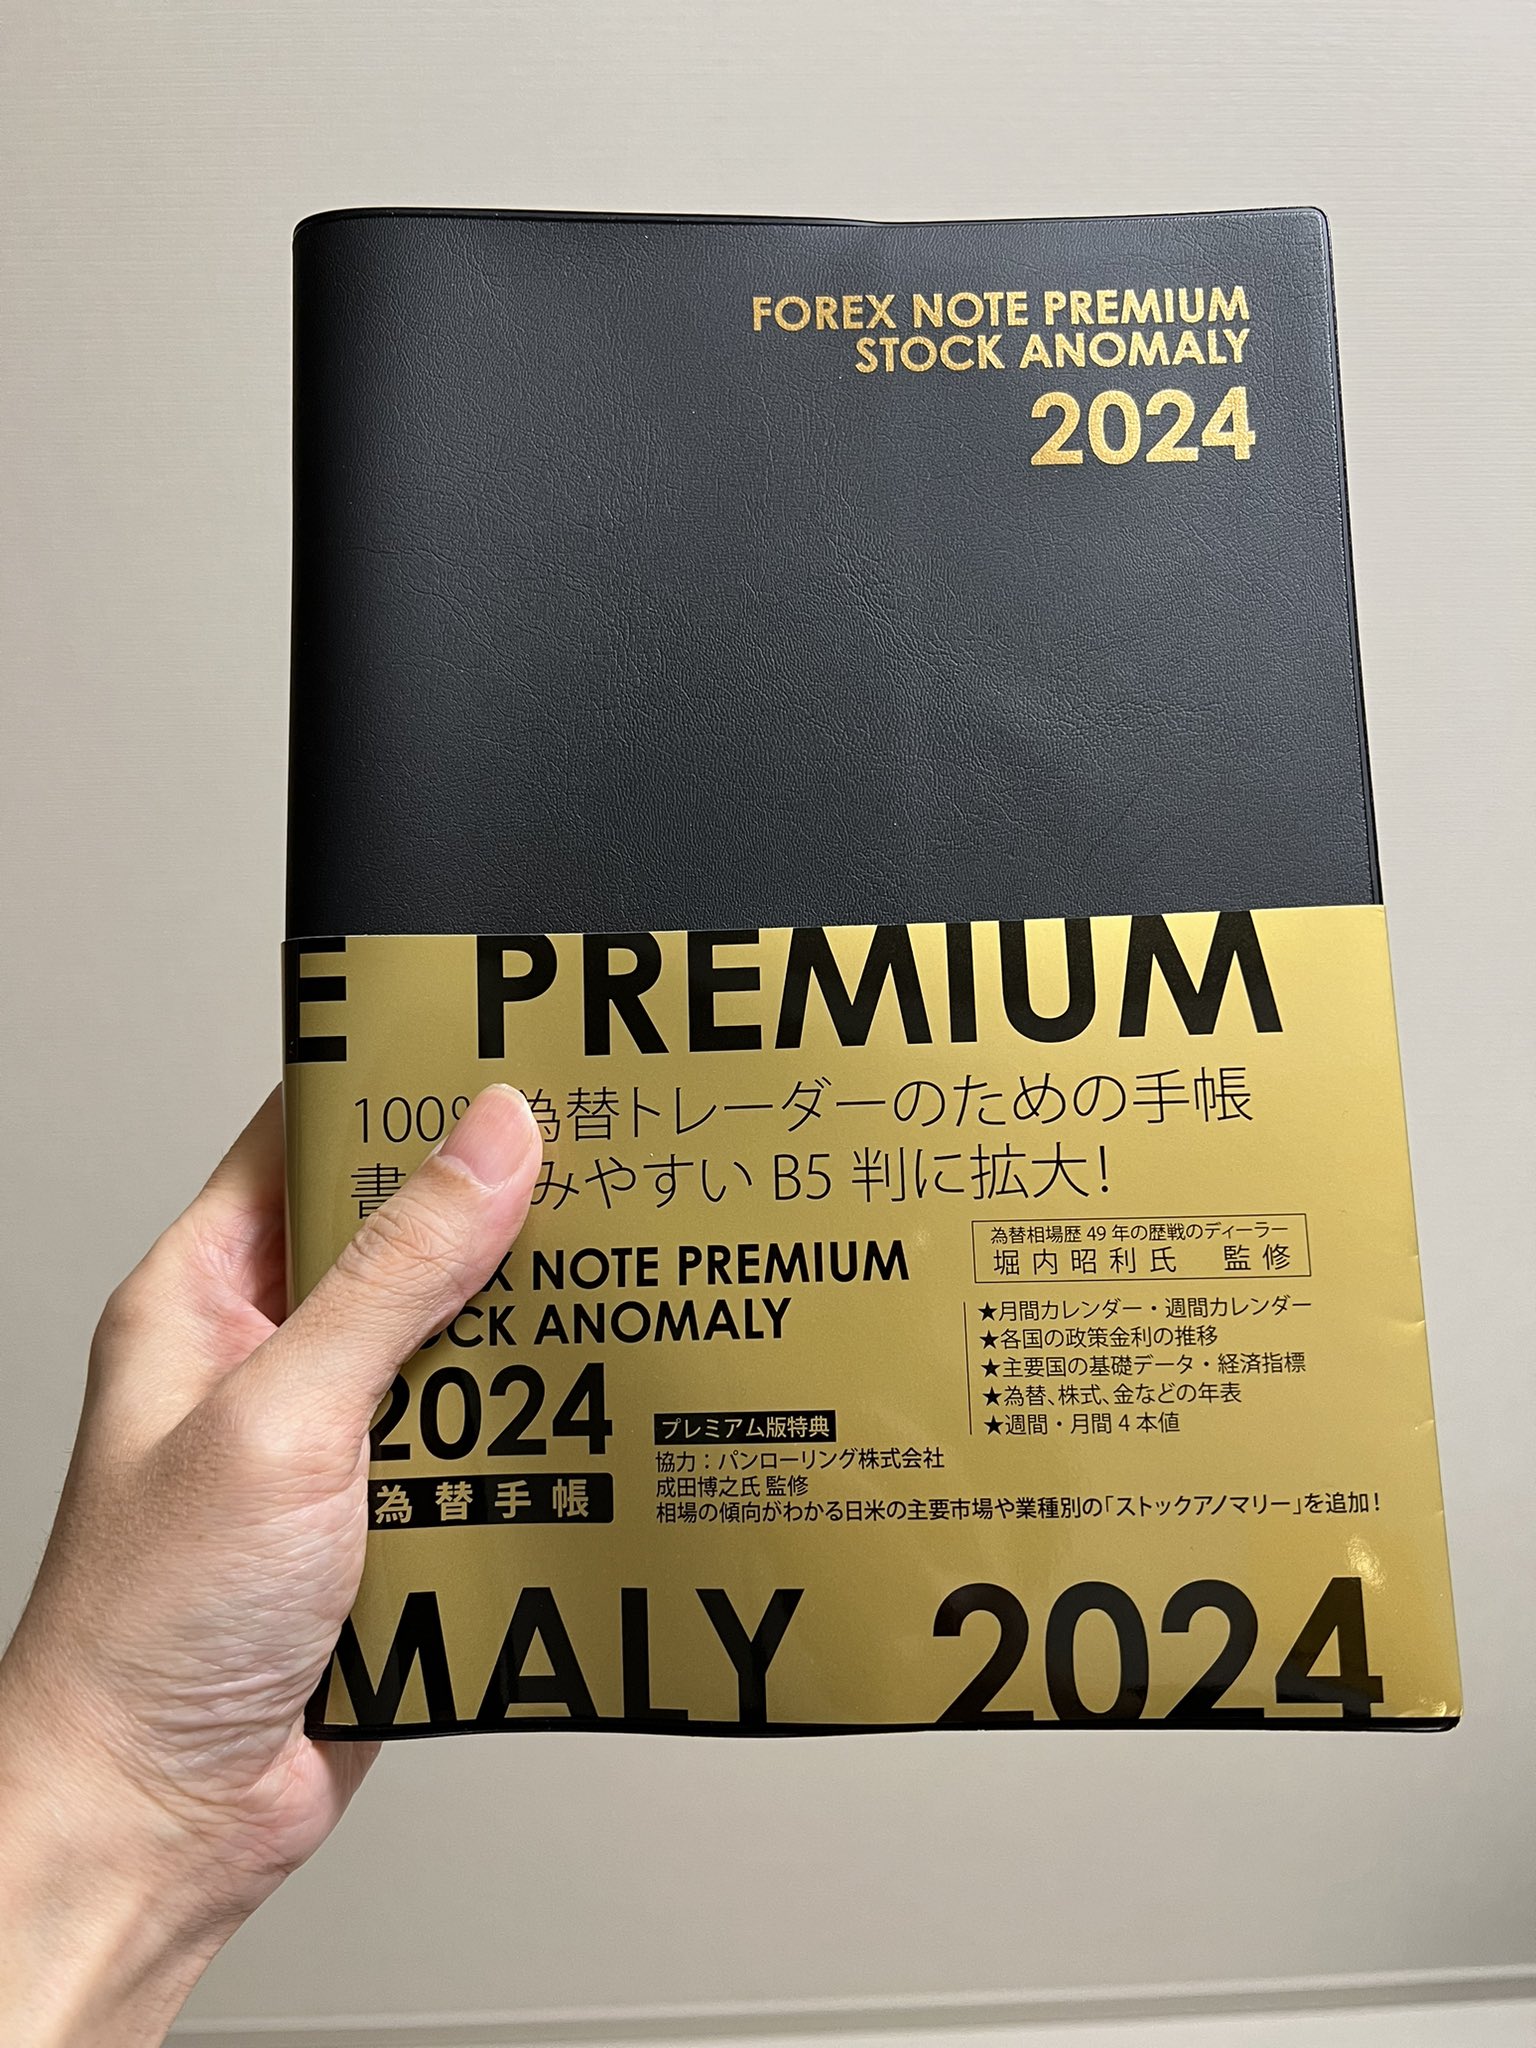 FOREX NOTE PREMIUM
STOCK ANOMALY
2024
E PREMIUM
100% 為替トレーダーのための手帳
書 みやすい B5 判に拡大!
X NOTE PREMIUM
OCK ANOMALY
2024
為替手帳
為替相場歴 49 年の歴戦のディーラー
堀内昭利氏 監修
★月間カレンダー・週間カレンダー
★各国の政策金利の推移
★主要国の基礎データ・経済指標
★為替、株式、金などの年表
★週間・月間 4 本値
プレミアム版特典
協力：パンローリング株式会社
成田博之氏 監修
相場の傾向がわかる日米の主要市場や業種別の「ストックアノマリー」を追加！
MALY 2024